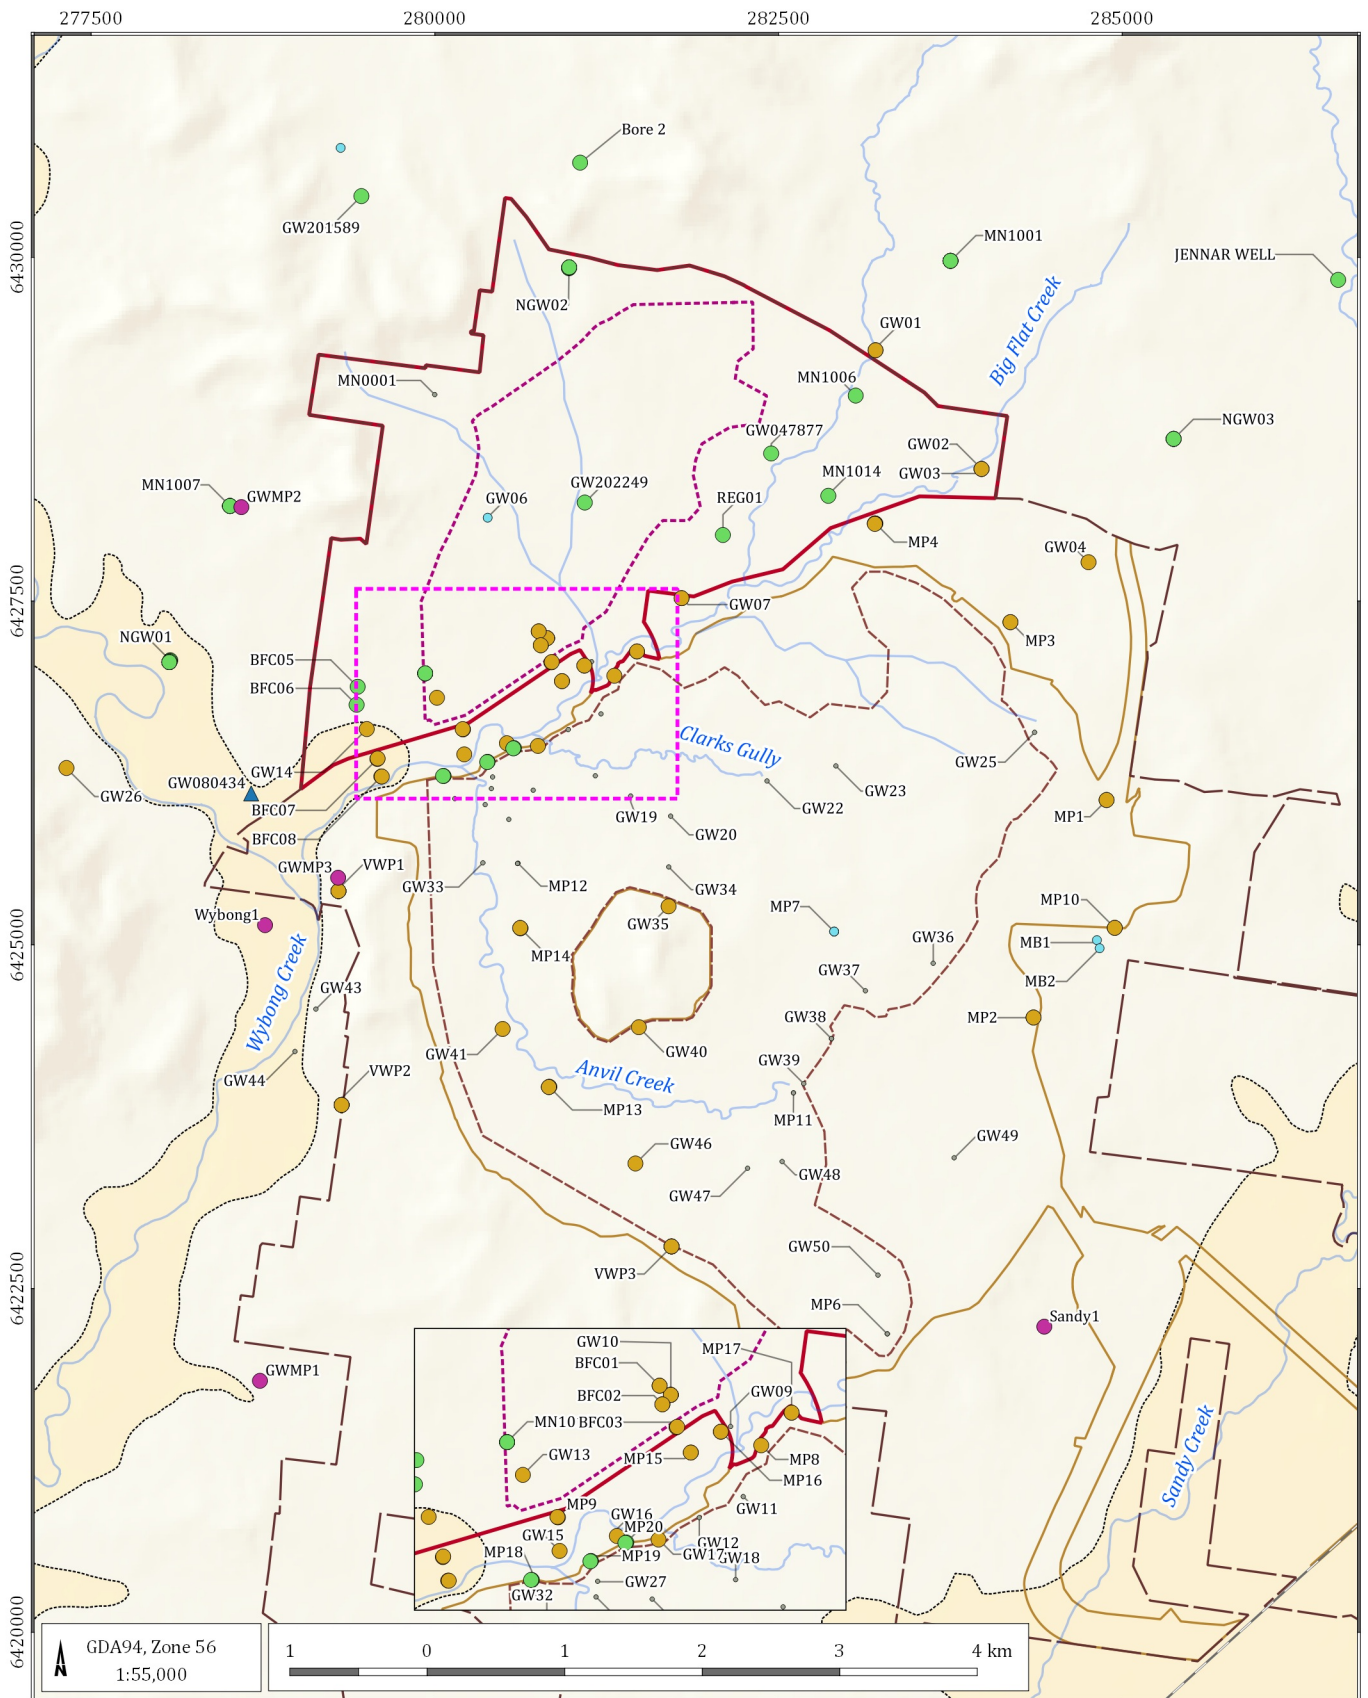 277500 280000 282500 285000
Bore 2
GW201589
MN1001
JENNAR WELL
6430000
NGW02
Big Flat Creek
GW01
MN0001
MN1006
NGW03
GW047877
GW02
GW03
MN1007
GWMP2
GW06
GW202249
MN1014
REG01
MP4
GW04
6427500
GW07
NGW01
MP3
BFC05
BFC06
Clarks Gully
GW25
GW14
GW26
GW080434
BFC07
GW23
GW22
MP1
GW19
GW20
BFC08
GWMP3
VWP1
GW33
MP12
GW34
MP10
Wybong1
GW35
MP7
MB1
6425000
MP14
GW36
MB2
GW37
Wybong Creek
GW43
GW38
MP2
GW41
GW40
GW39
GW44
VWP2
Anvil Creek
MP13
MP11
GW46
GW49
GW48
GW47
GW50
6422500
VWP3
MP6
Sandy1
GWMP1
GW10
MP17
BFC01
GW09
BFC02
MN10 BFC03
GW13
MP15
MP8
MP16
Sandy Creek
MP9
GW16
GW11
MP20
GW15
GW12
MP18
MP19
GW17
GW18
GW27
GW32
6420000
GDA94, Zone 56
1:55,000
N
1 0 1 2 3 4 km